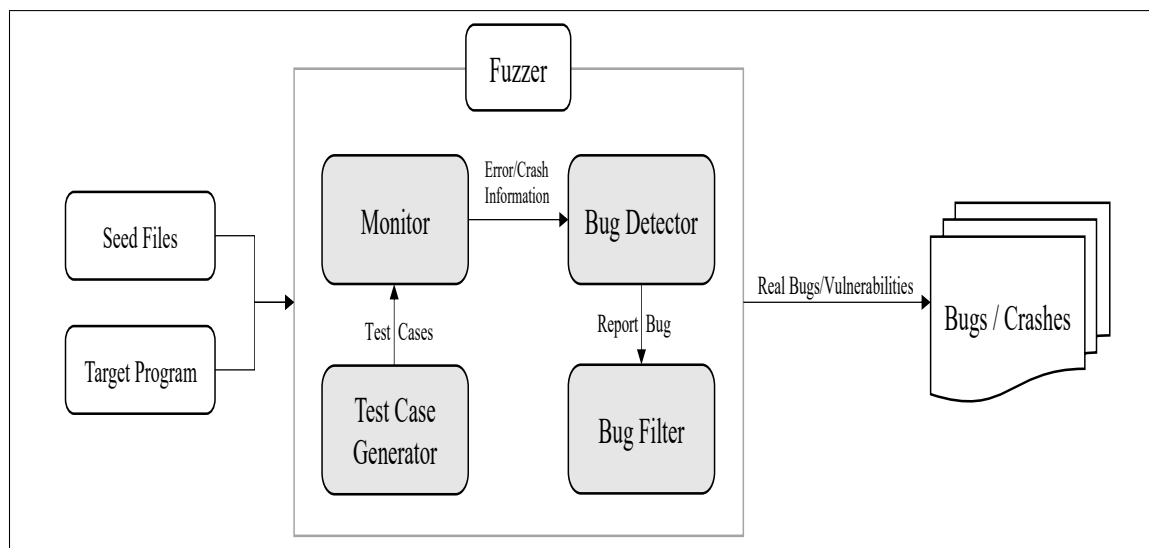 Fuzzer
Seed Files
Target Program
Monitor
Error/Crash
Information
Bug Detector
Test Cases
Report Bug
Test Case
Generator
Bug Filter
Real Bugs/Vulnerabilities
Bugs / Crashes